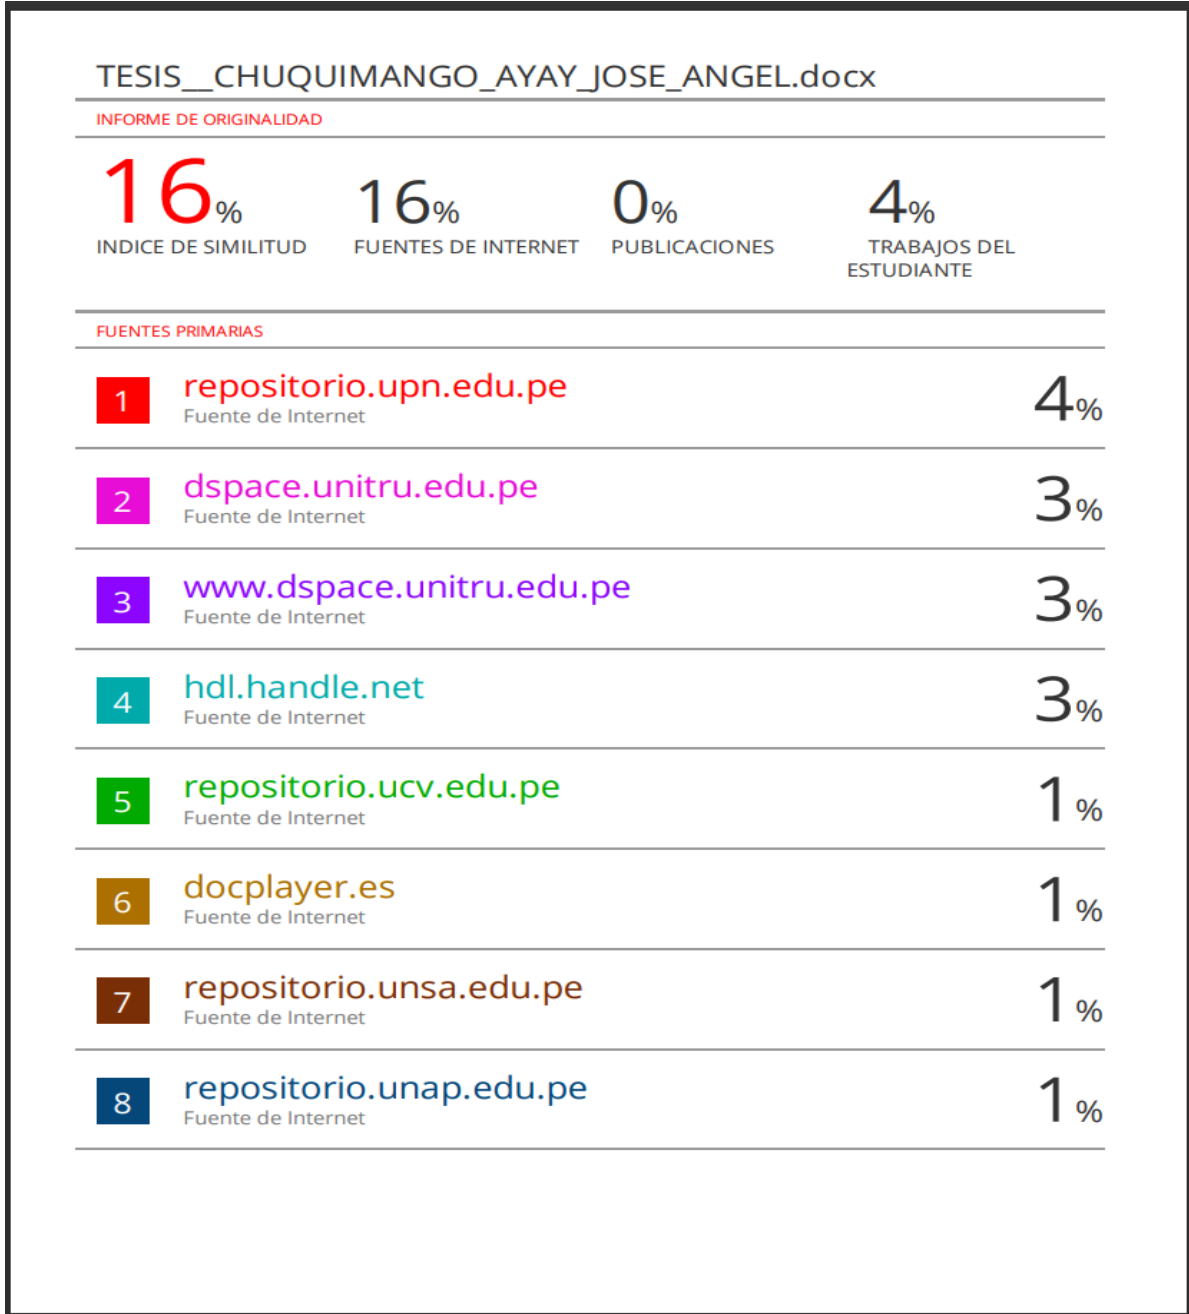 TESIS__CHUQUIMANGO_AYAY_JOSE_ANGEL.docx
INFORME DE ORIGINALIDAD
16% 16% 0% 4%
INDICE DE SIMILITUD FUENTES DE INTERNET PUBLICACIONES TRABAJOS DEL
ESTUDIANTE
FUENTES PRIMARIAS
1 repositorio.upn.edu.pe 4%
Fuente de Internet
2 dspace.unitru.edu.pe 3%
Fuente de Internet
3 www.dspace.unitru.edu.pe 3%
Fuente de Internet
4 hdl.handle.net 3%
Fuente de Internet
5 repositorio.ucv.edu.pe 1%
Fuente de Internet
6 docplayer.es 1%
Fuente de Internet
7 repositorio.unsa.edu.pe 1%
Fuente de Internet
8 repositorio.unap.edu.pe 1%
Fuente de Internet